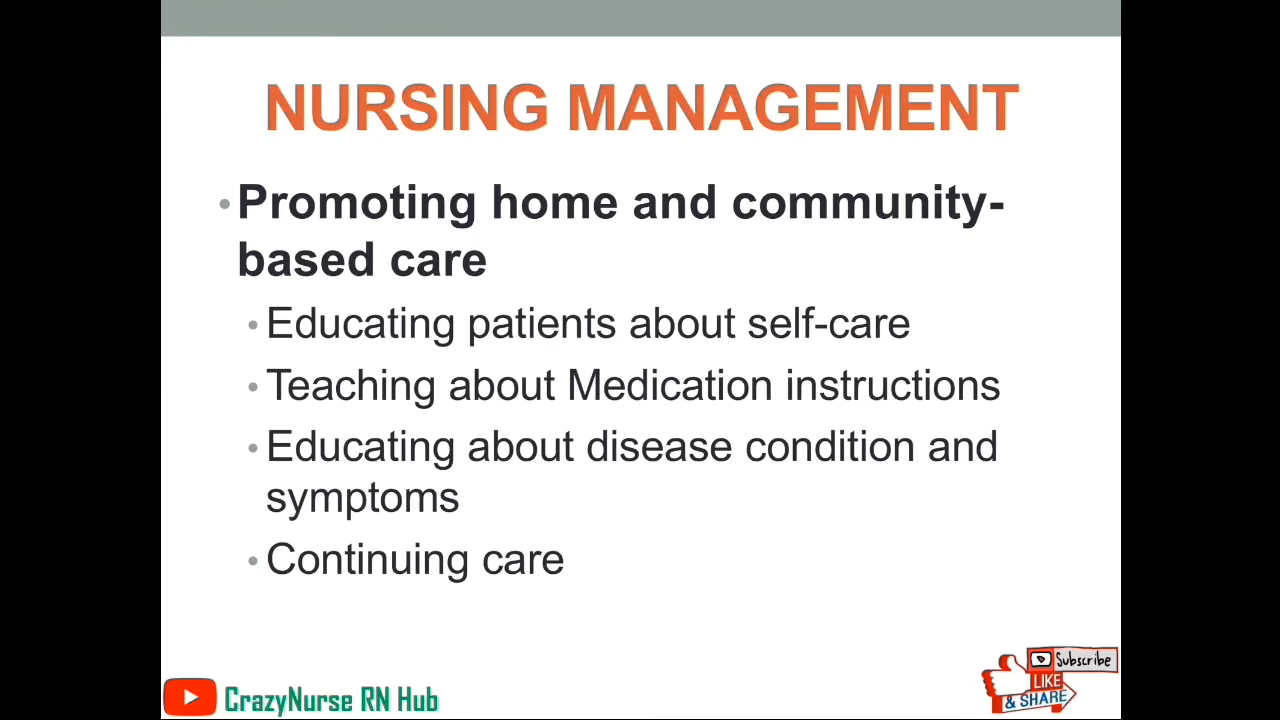 NURSING MANAGEMENT
• Promoting home and community-
based care
• Educating patients about self-care
• Teaching about Medication instructions
• Educating about disease condition and
symptoms
• Continuing care
CrazyNurse RN Hub
Subscribe
LIKE
& SHARE